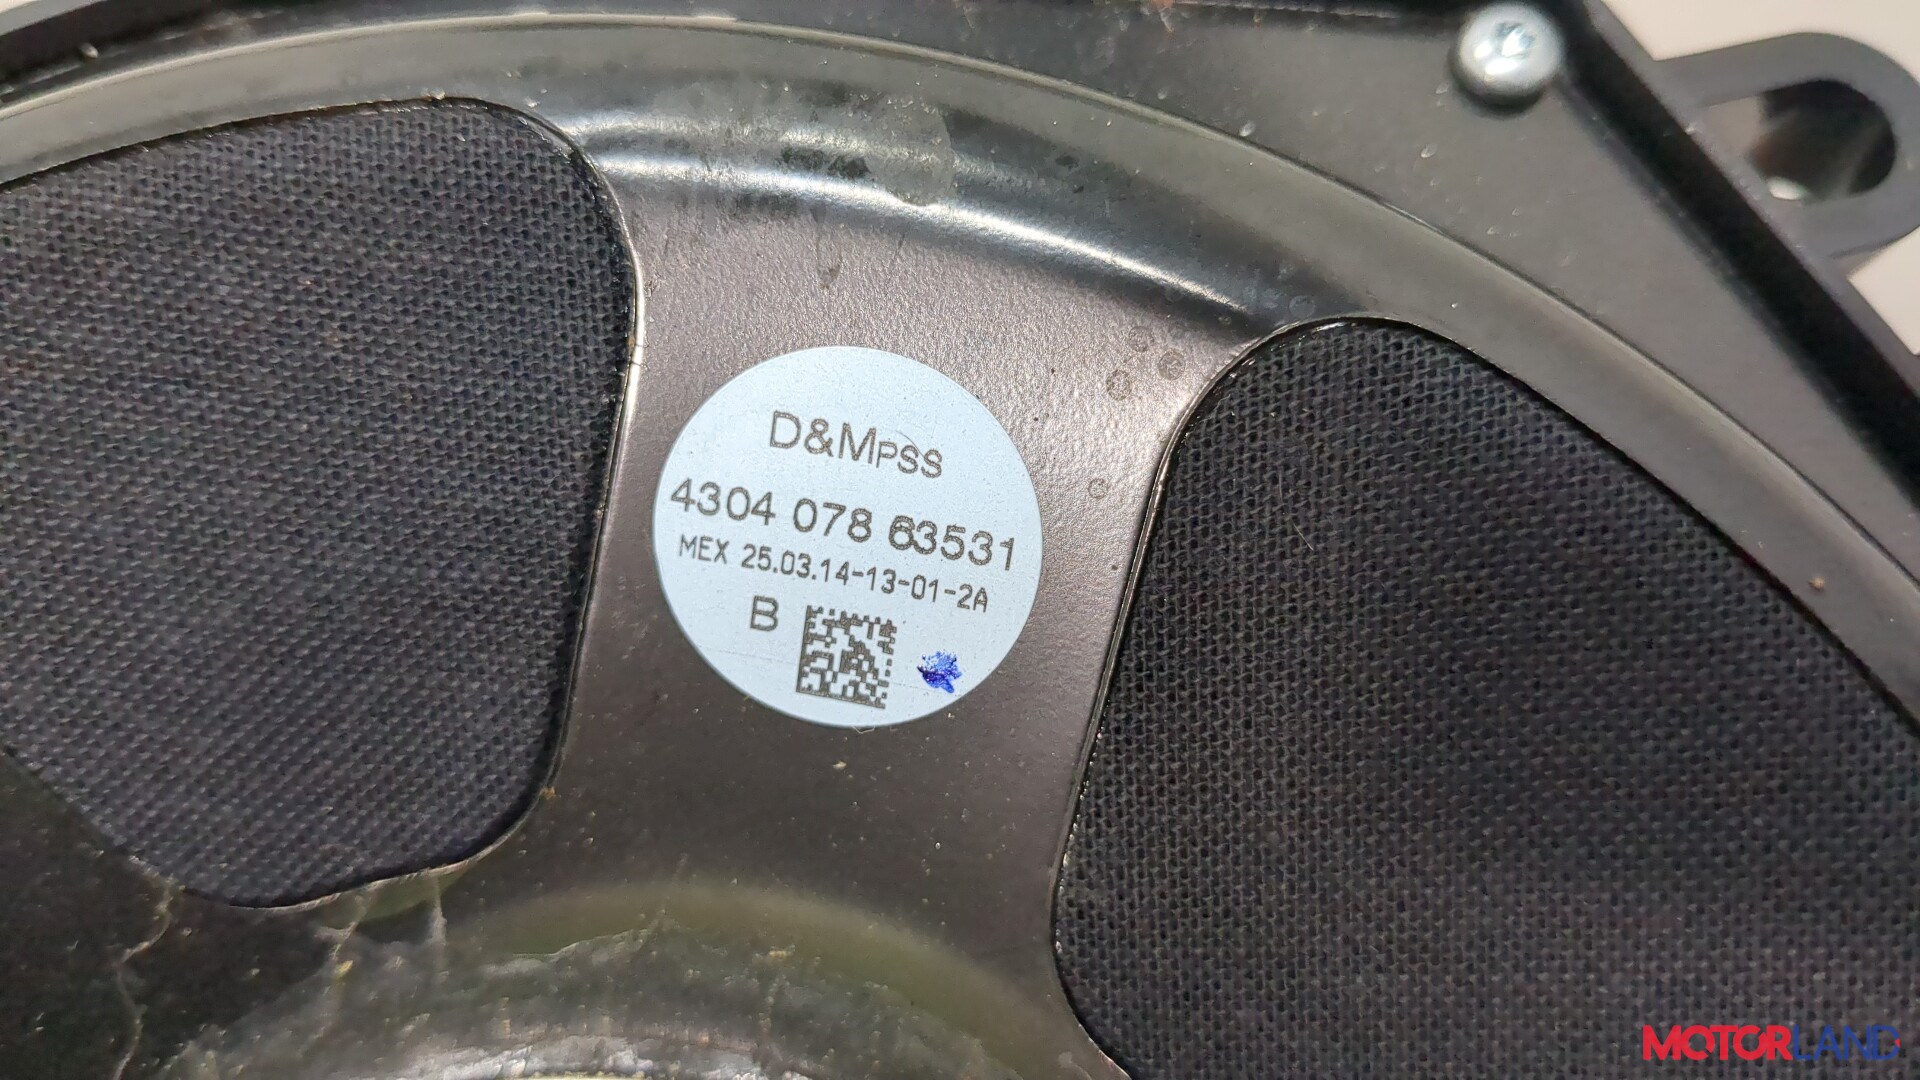 D&MPSS
4304 078 63531
MEX 25.03.14-13-01-2A
B
MOTORLAND